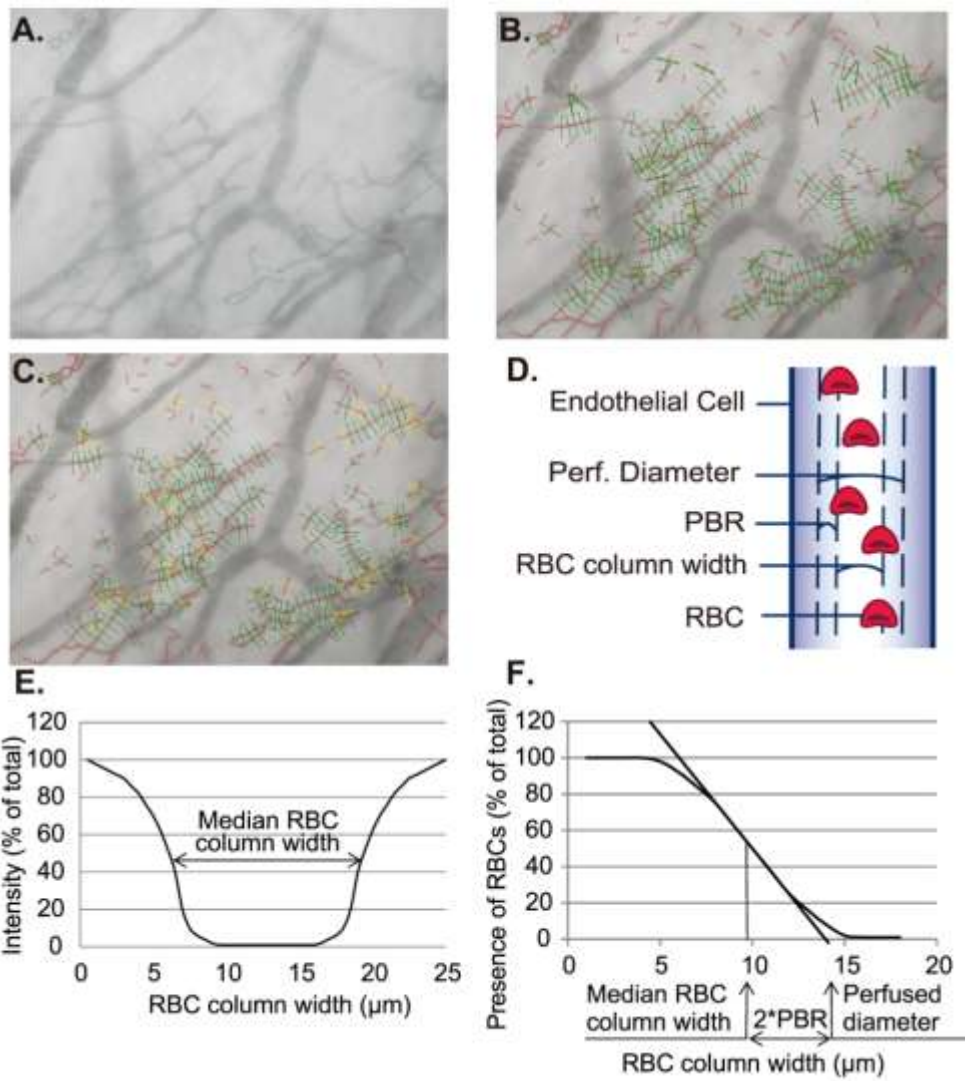 A.
B.
C.
D.
Endothelial Cell
Perf. Diameter
PBR
RBC column width
RBC
E.
Intensity (% of total)
120
100
80
60
40
20
0
Median RBC
column width
0 5 10 15 20 25
RBC column width (µm)
F.
Presence of RBCs (% of total)
120
100
80
60
40
20
0
0 5 10 15 20
Median RBC
column width
2*PBR
Perfused
diameter
RBC column width (µm)